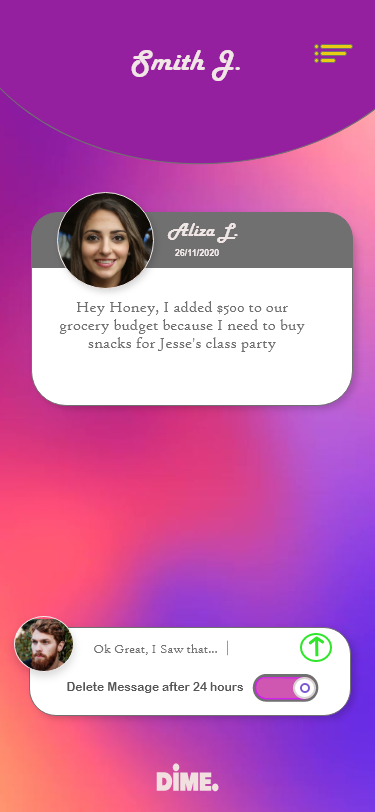 Smith J.
Aliza L.
26/11/2020
Hey Honey, I added $500 to our
grocery budget because I need to buy
snacks for Jesse's class party
Ok Great, I Saw that...
Delete Message after 24 hours
DiME.